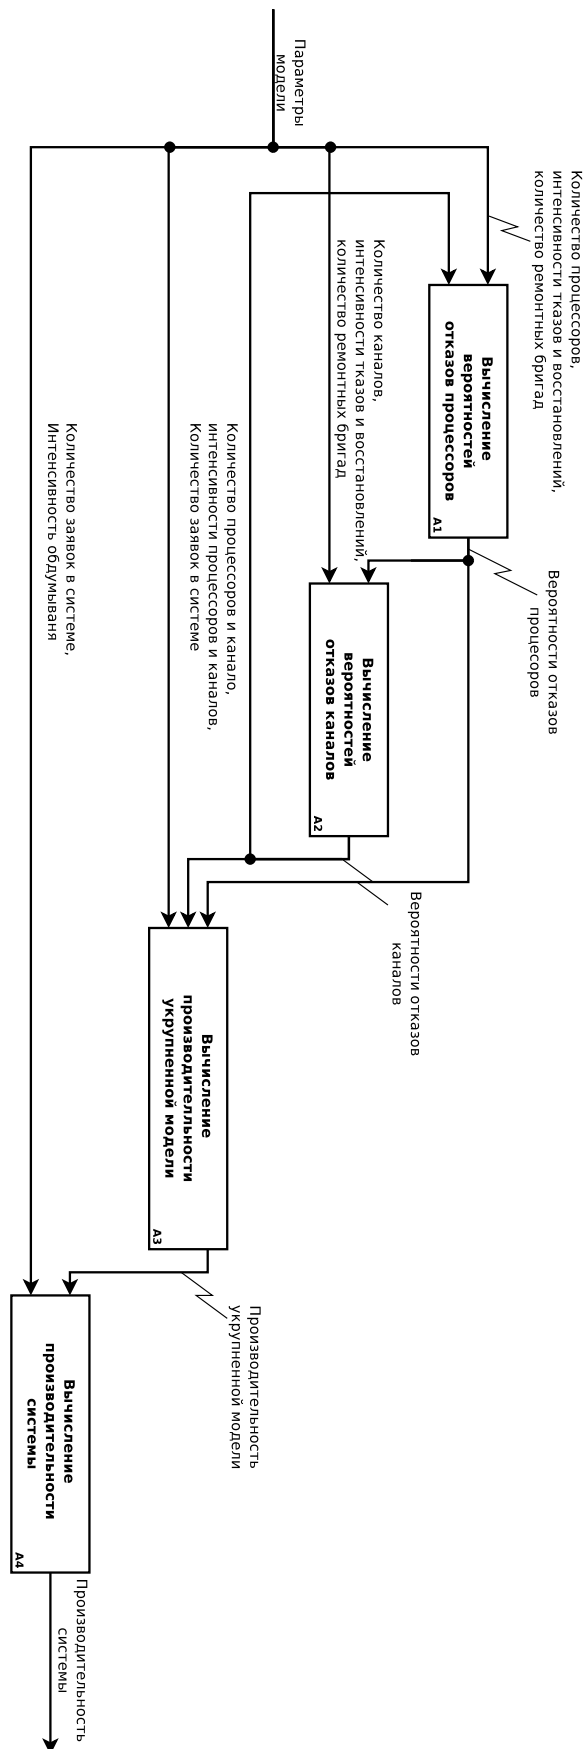 Параметры
модели
Количество процессоров,
интенсивности тказов и восстановлений,
количество ремонтных бригад
Вычисление
вероятностей
отказов процессоров
A1
Вероятности отказов
процесоров
Количество каналов,
интенсивности тказов и восстановлений,
количество ремонтных бригад
Вычисление
вероятностей
отказов каналов
A2
Вероятности отказов
каналов
Количество процессоров и канало,
интенсивности процессоров и каналов,
Количество заявок в системе
Вычисление
производителльности
укрупненной модели
A3
Производительность
укрупненной модели
Количество заявок в системе,
Интенсивность обдумываня
Вычисление
производительности
системы
A4
Производительность
системы